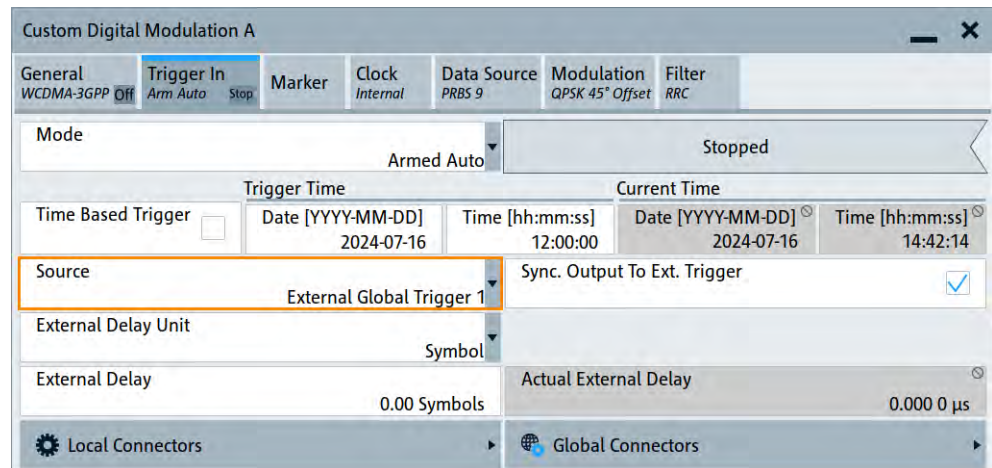 Custom Digital Modulation A
General Trigger In Marker Clock Data Source Modulation Filter
WCDMA-3GPP Off Arm Auto Stop Internal PRBS 9 QPSK 45° Offset RRC
Mode
Armed Auto
Stopped
Trigger Time Current Time
Time Based Trigger Date [YYYY-MM-DD] Time [hh:mm:ss] Date [YYYY-MM-DD] Time [hh:mm:ss]
2024-07-16 12:00:00 2024-07-16 14:42:14
Source Sync. Output To Ext. Trigger
External Global Trigger 1
External Delay Unit
Symbol
External Delay Actual External Delay
0.00 Symbols 0.000 0 µs
Local Connectors Global Connectors